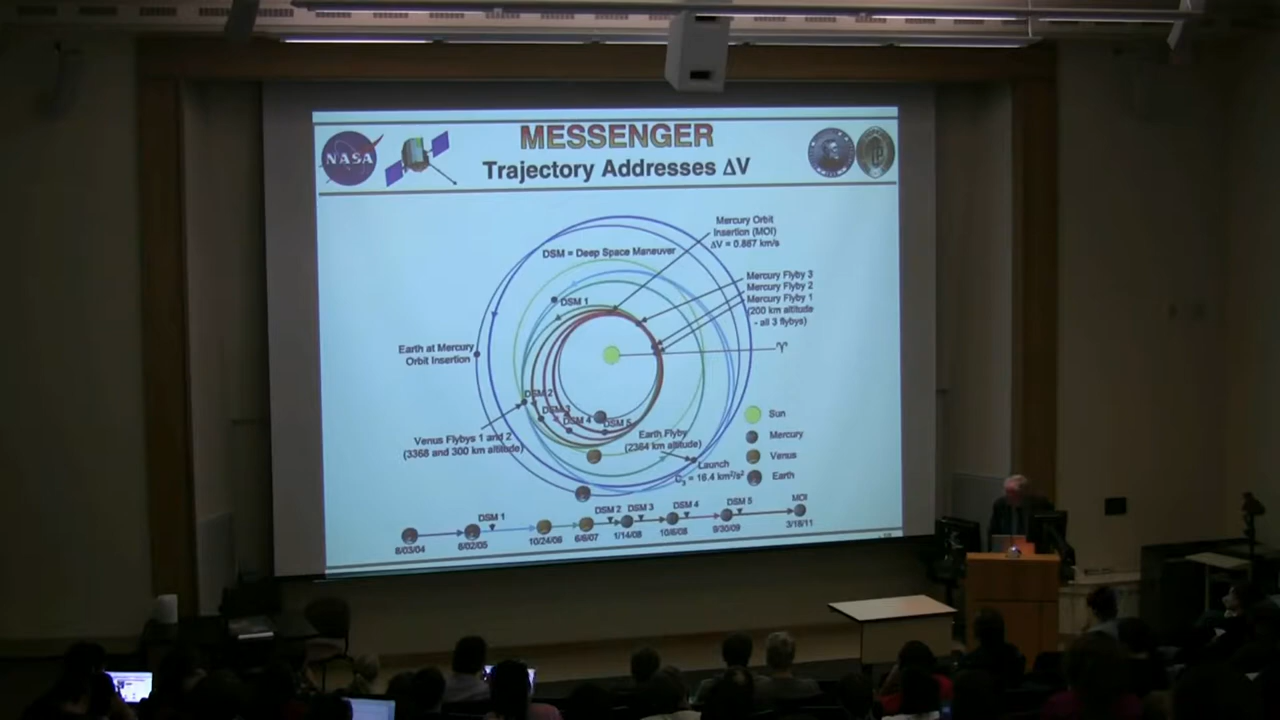 NASA
MESSENGER
Trajectory Addresses ΔV
Mercury Orbit
Insertion (MOI)
ΔV = 0.867 km/s
DSM = Deep Space Maneuver
Mercury Flyby 3
Mercury Flyby 2
Mercury Flyby 1
(200 km altitude
- all 3 flybys)
DSM 1
♈
Earth at Mercury
Orbit Insertion
DSM 2
DSM 3
DSM 4
DSM 5
Venus Flybys 1 and 2
(3368 and 300 km altitude)
Earth Flyby
(2364 km altitude)
Launch
C₃ = 16.4 km²/s²
Sun
Mercury
Venus
Earth
DSM 1
DSM 2
DSM 3
DSM 4
DSM 5
MOI
8/03/04
8/02/05
10/24/06
6/6/07
1/14/08
10/6/08
9/30/09
3/18/11